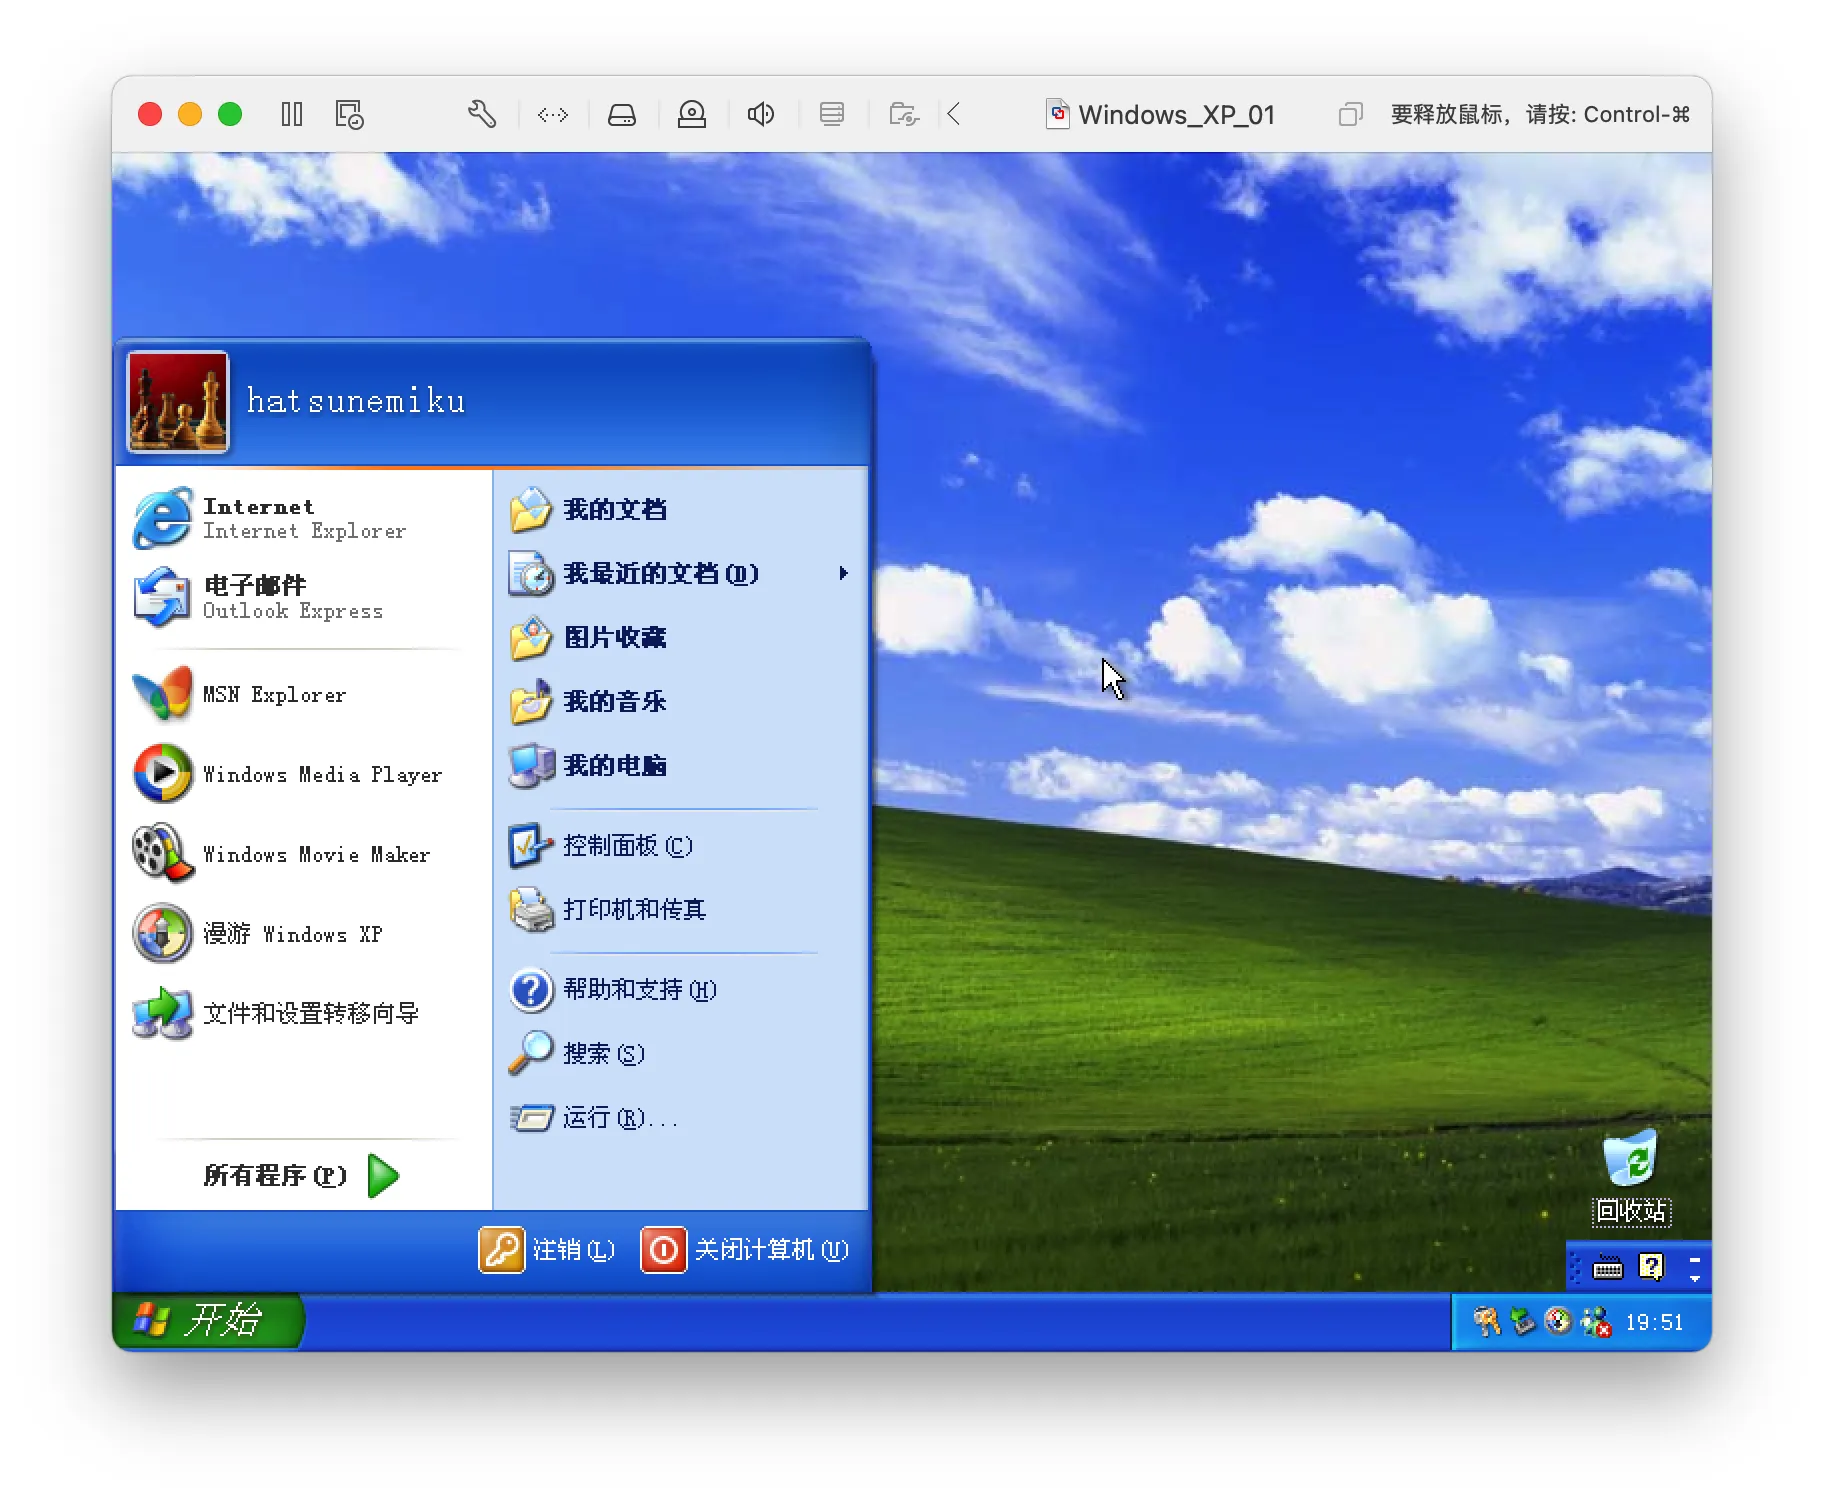 Windows_XP_01
要释放鼠标，请按: Control-⌘
hatsunemiku
Internet
Internet Explorer
电子邮件
Outlook Express
MSN Explorer
Windows Media Player
Windows Movie Maker
漫游 Windows XP
文件和设置转移向导
所有程序(P)
我的文档
我最近的文档(D)
图片收藏
我的音乐
我的电脑
控制面板(C)
打印机和传真
帮助和支持(H)
搜索(S)
运行(R)...
注销(L)
关闭计算机(U)
回收站
开始
19:51